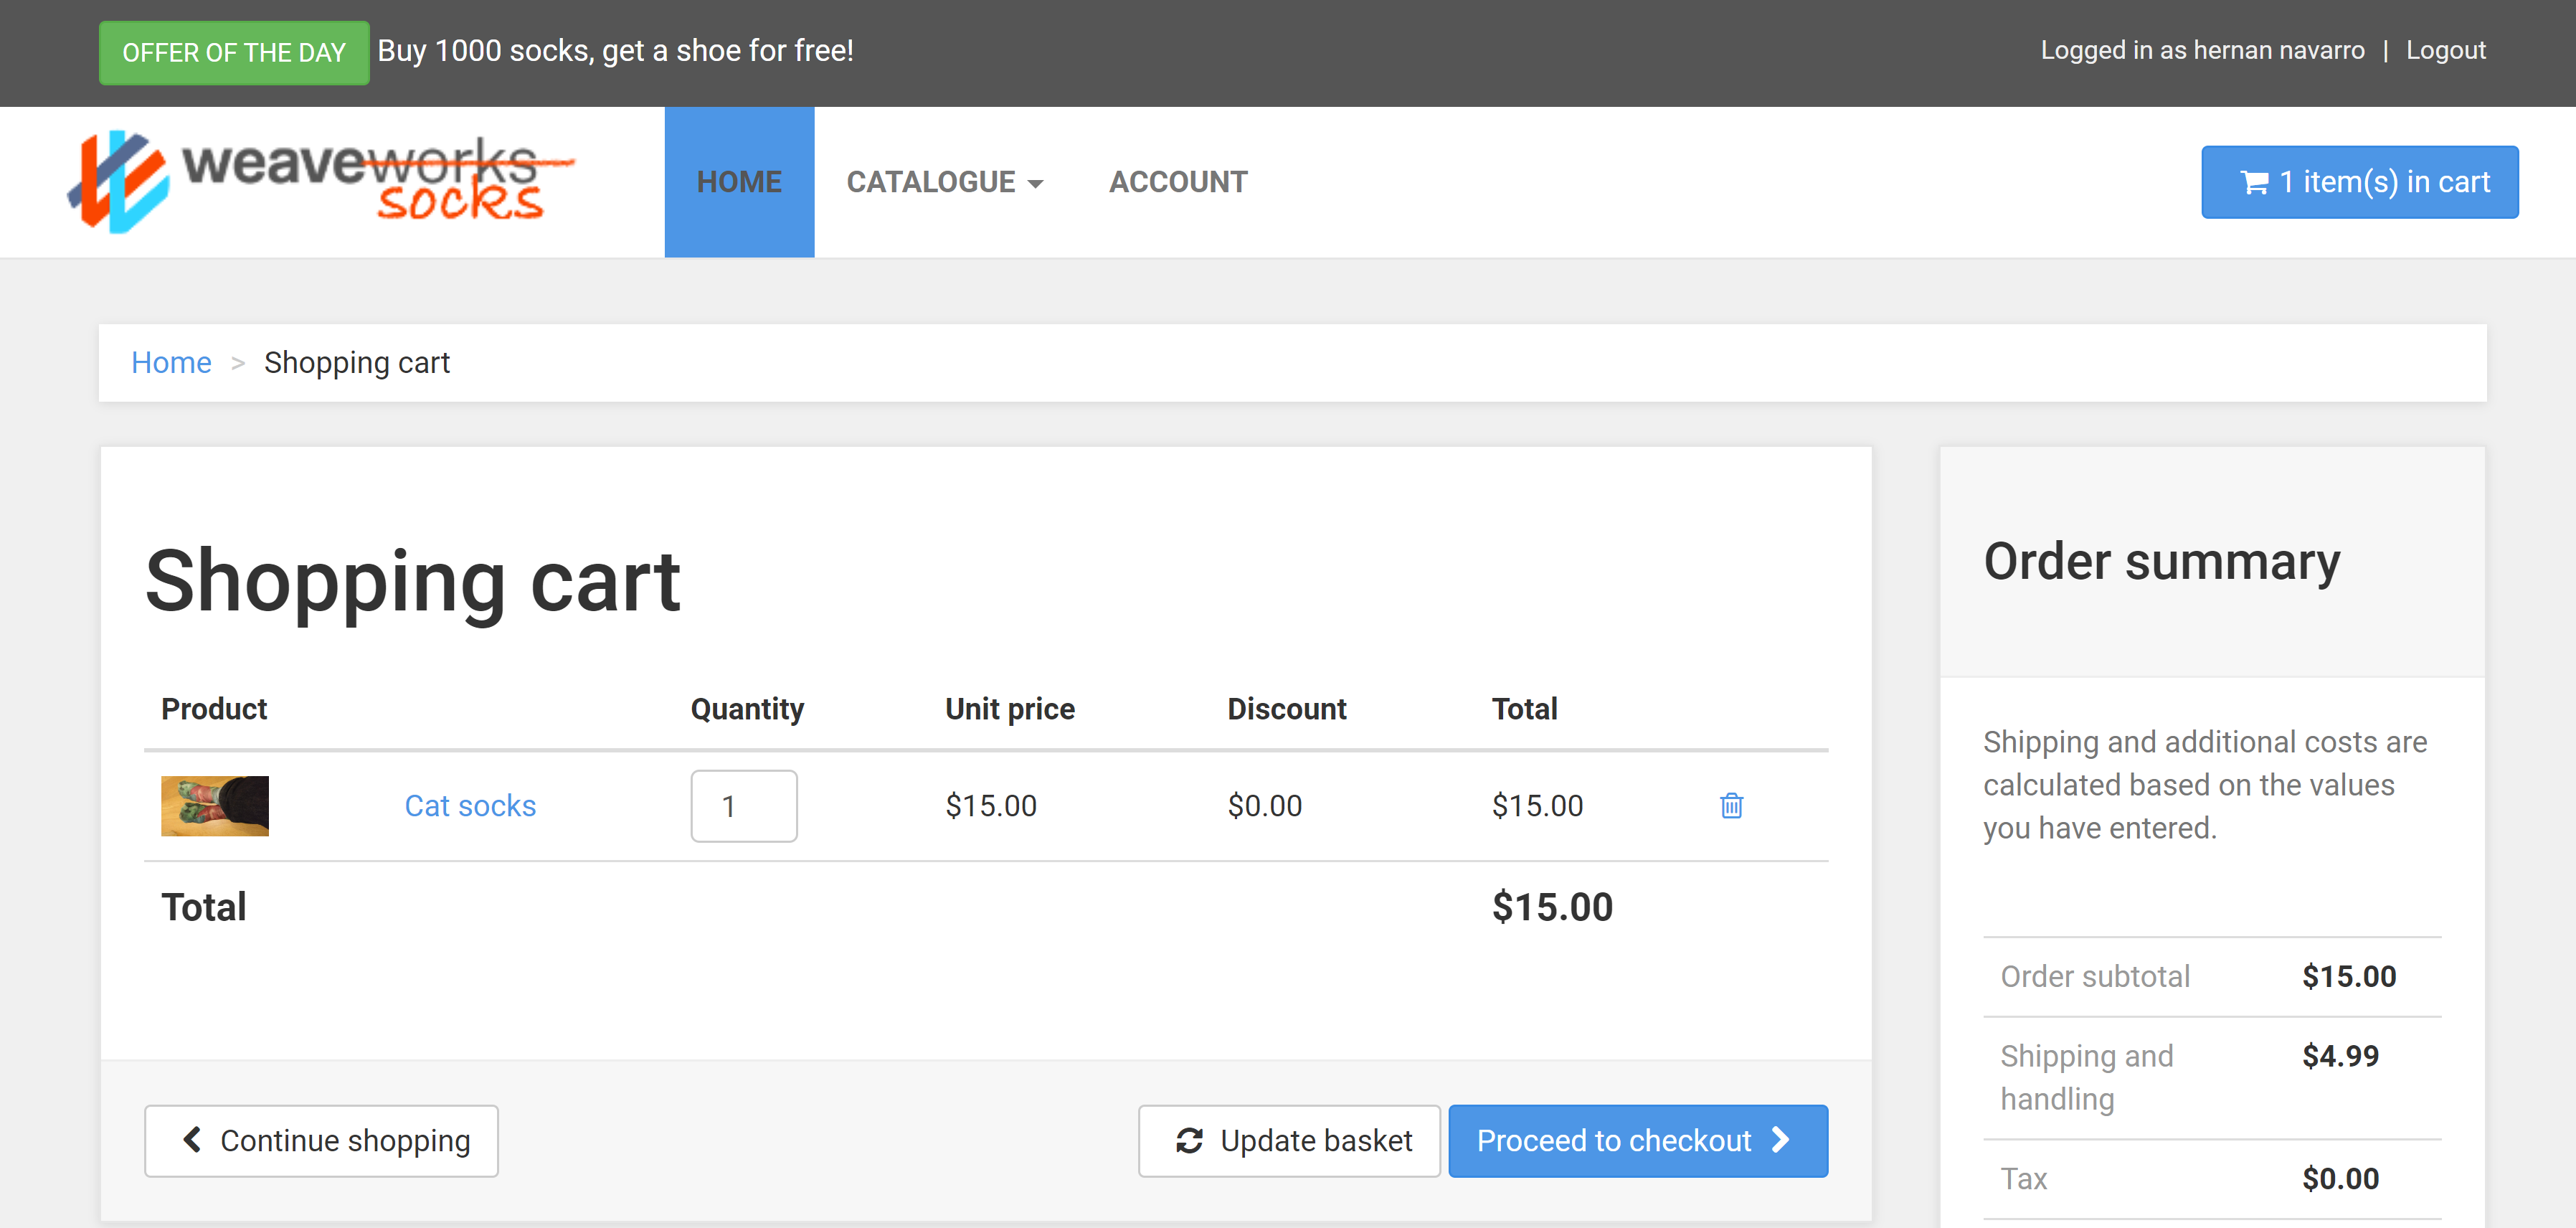 OFFER OF THE DAY Buy 1000 socks, get a shoe for free!
Logged in as hernan navarro | Logout
weaveworks
socks
HOME CATALOGUE ACCOUNT
1 item(s) in cart
Home > Shopping cart
Shopping cart
Product Quantity Unit price Discount Total
Cat socks 1 $15.00 $0.00 $15.00
Total $15.00
Continue shopping
Update basket
Proceed to checkout
Order summary
Shipping and additional costs are
calculated based on the values
you have entered.
Order subtotal $15.00
Shipping and $4.99
handling
Tax $0.00